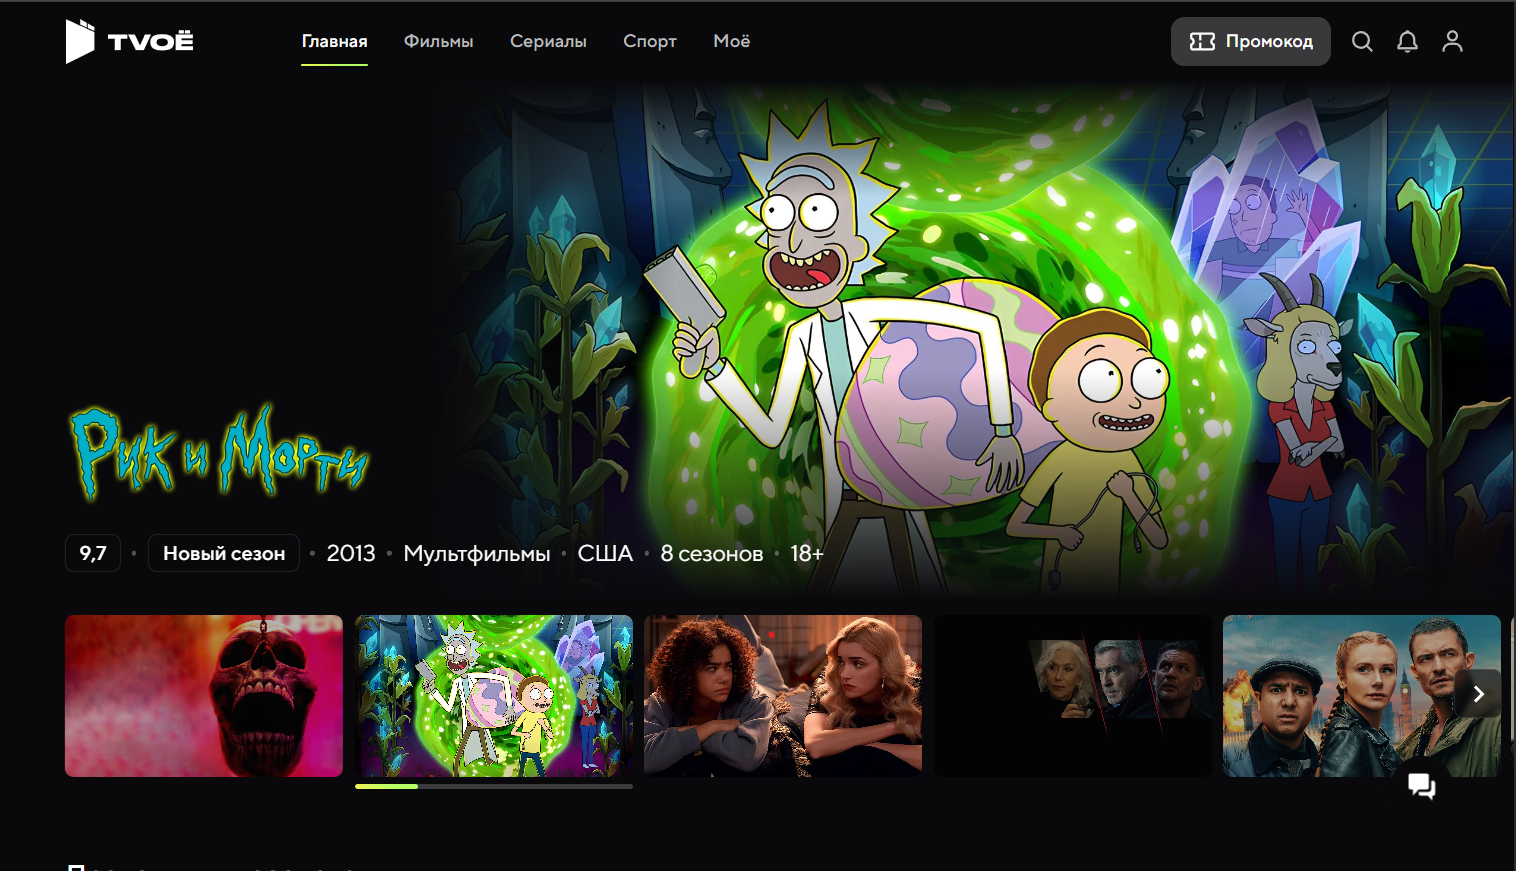 TVOЁ
Главная Фильмы Сериалы Спорт Моё
Промокод
Рик и Морти
9,7 • Новый сезон • 2013 • Мультфильмы • США • 8 сезонов • 18+